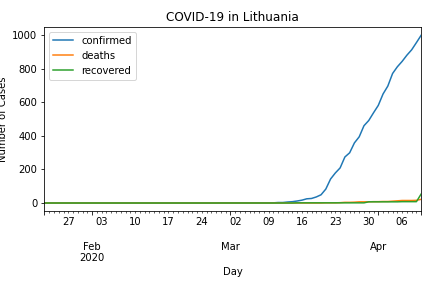 COVID-19 in Lithuania
confirmed
deaths
recovered
1000
800
600
400
200
0
Number of Cases
27 03 10 17 24 02 09 16 23 30 06
Feb Mar Apr
2020
Day